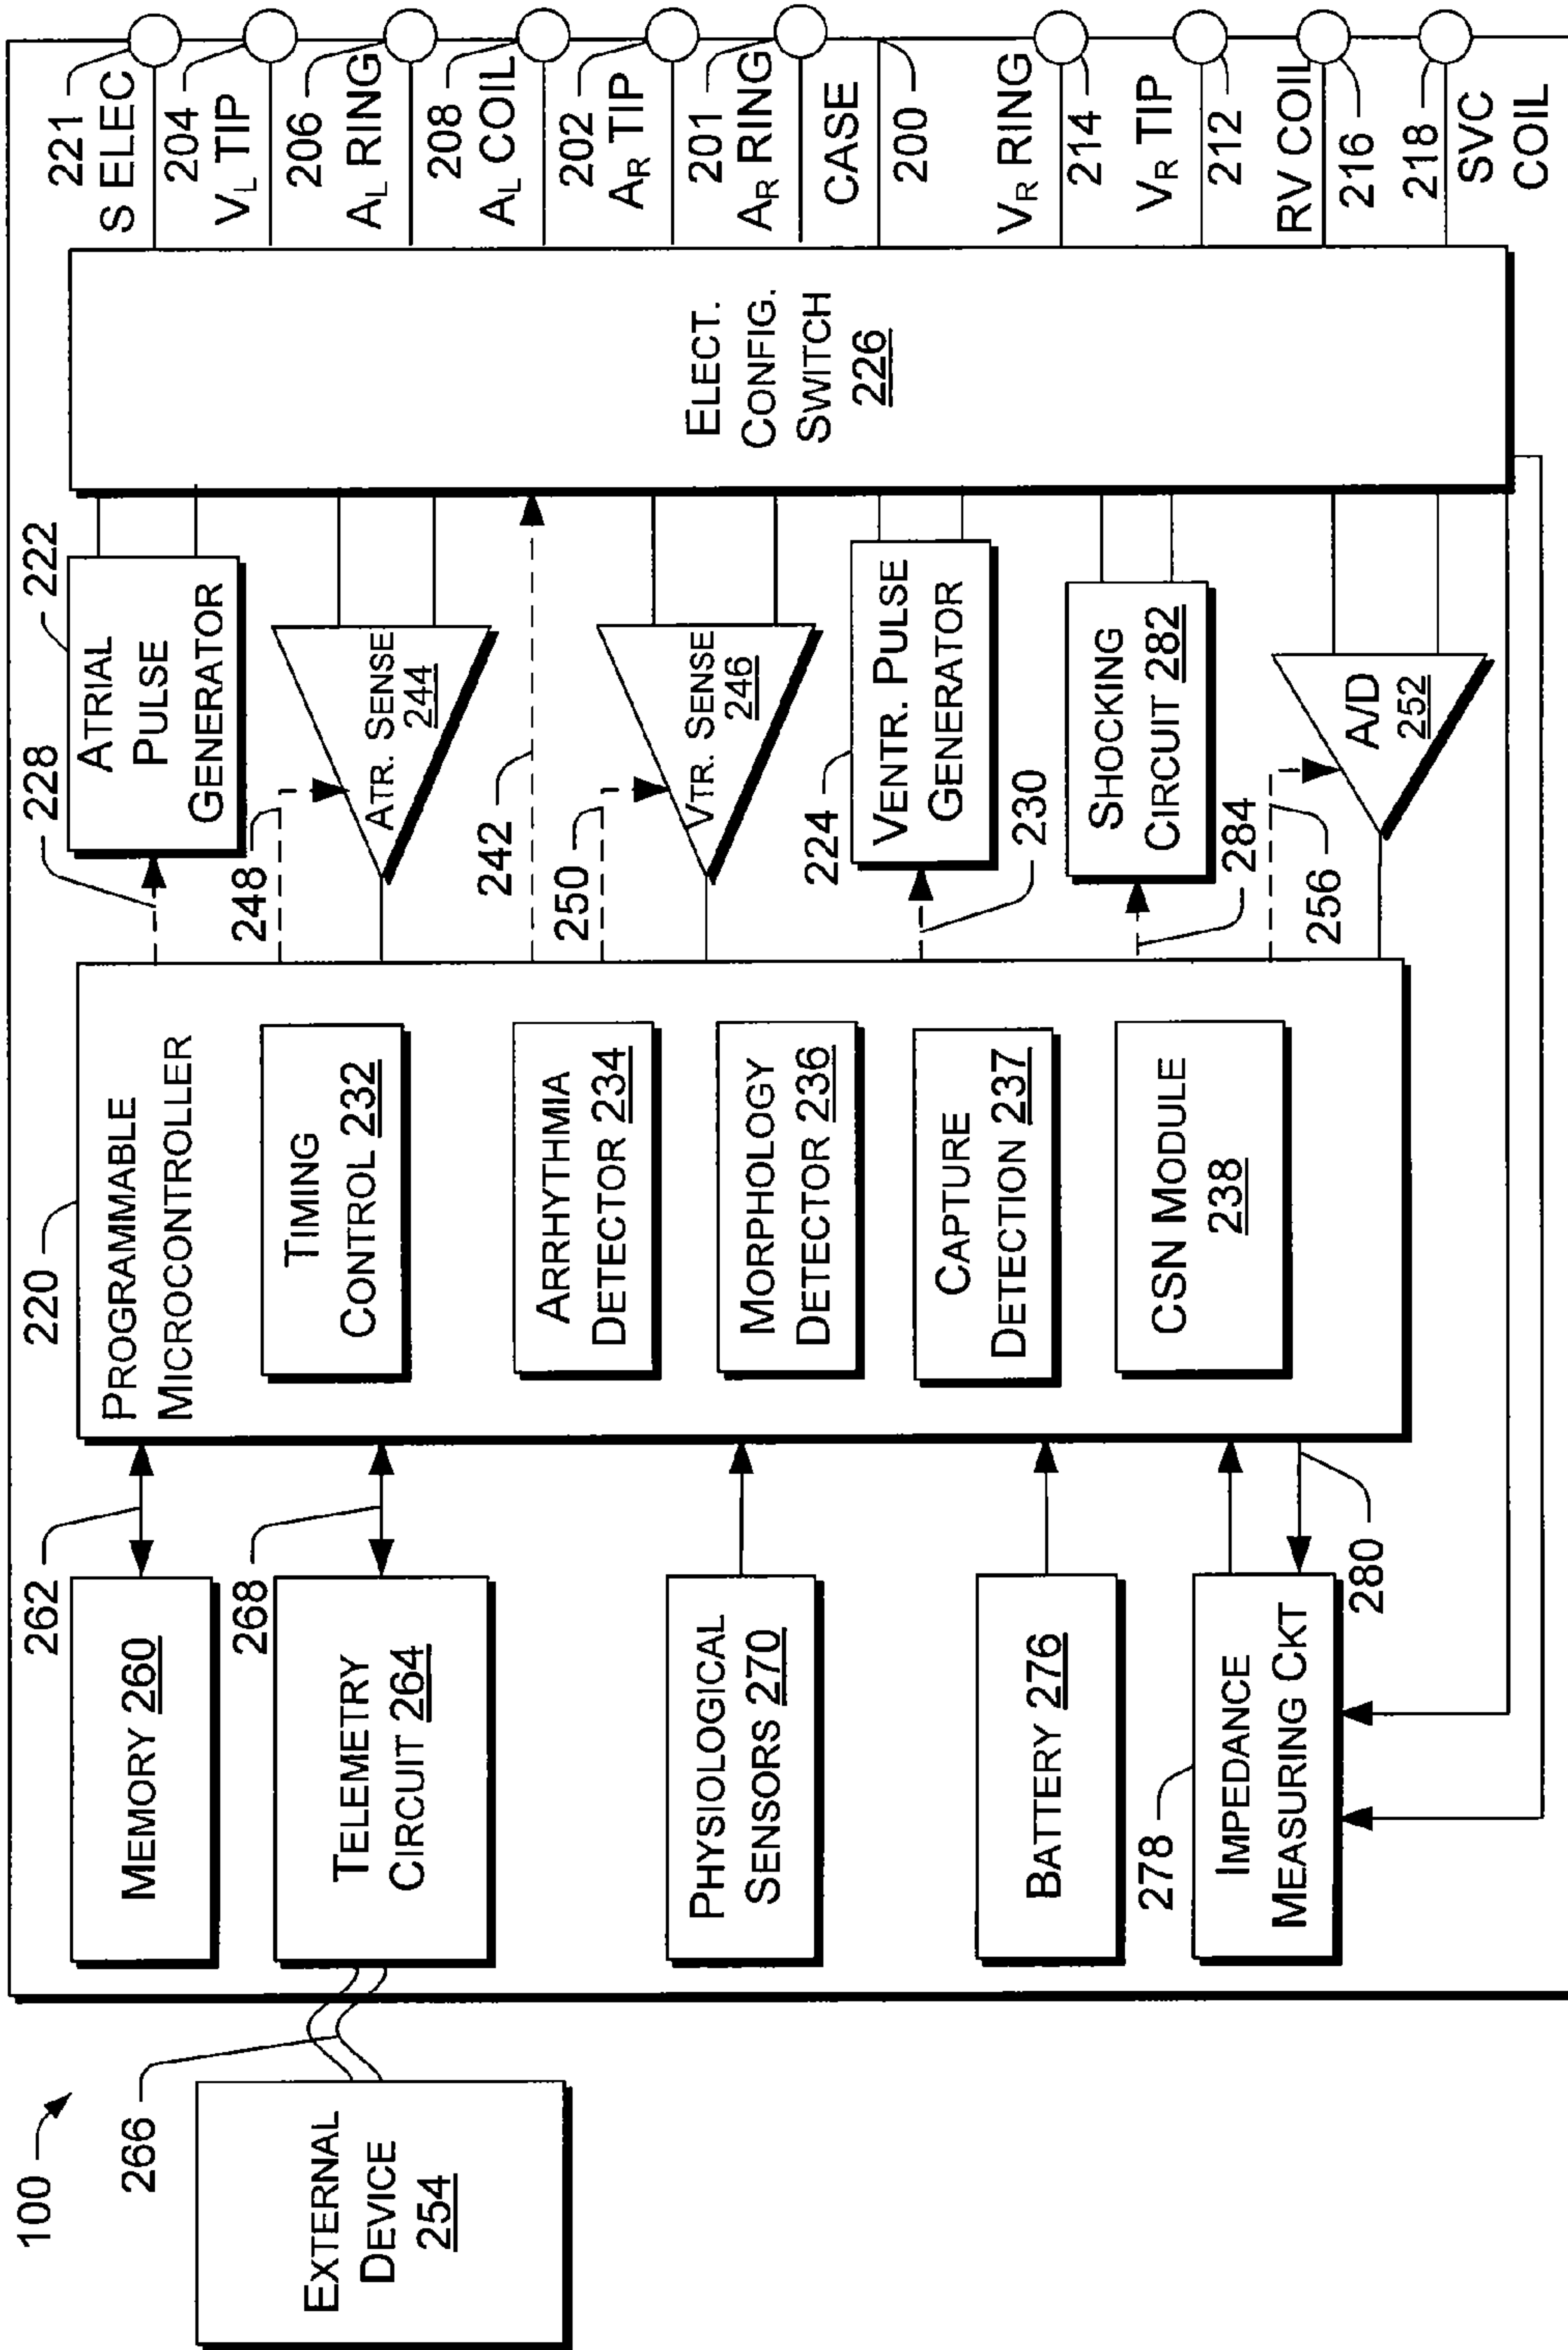 100
266
EXTERNAL
DEVICE
254
262
MEMORY 260
268
TELEMETRY
CIRCUIT 264
PHYSIOLOGICAL
SENSORS 270
BATTERY 276
278
IMPEDANCE
MEASURING CKT
280
220
PROGRAMMABLE
MICROCONTROLLER
TIMING
CONTROL 232
ARRHYTHMIA
DETECTOR 234
MORPHOLOGY
DETECTOR 236
CAPTURE
DETECTION 237
CSN MODULE
238
228
222
ATRIAL
PULSE
GENERATOR
248
ATR. SENSE
244
242
250
VTR. SENSE
246
224
VENTR. PULSE
GENERATOR
230
SHOCKING
CIRCUIT 282
284
256
A/D
252
ELECT.
CONFIG.
SWITCH
226
221
S ELEC
204
VL TIP
206
AL RING
208
AL COIL
202
AR TIP
201
AR RING
CASE
200
VR RING
214
VR TIP
212
RV COIL
216
218
SVC
COIL